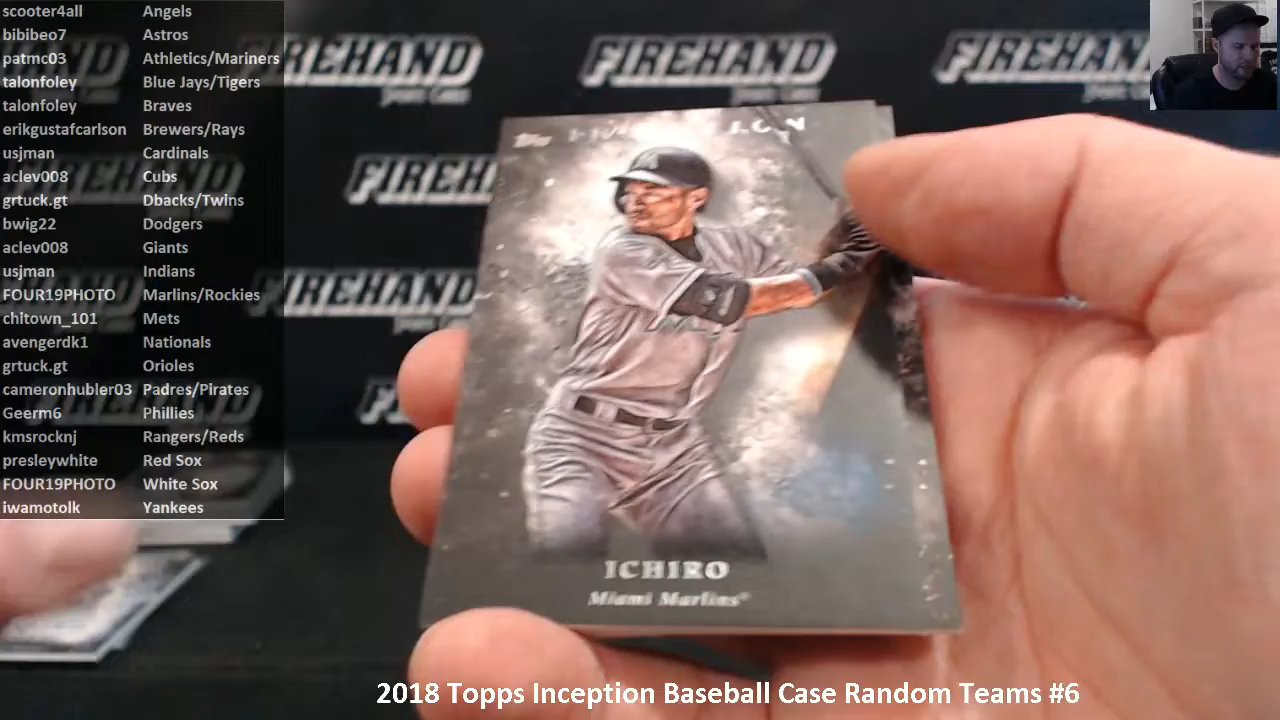 scooter4all Angels
bibibeo7 Astros
patmc03 Athletics/Mariners
talonfoley Blue Jays/Tigers
talonfoley Braves
erikgustafcarlson Brewers/Rays
usjman Cardinals
aclev008 Cubs
grtuck.gt Dbacks/Twins
bwig22 Dodgers
aclev008 Giants
usjman Indians
FOUR19PHOTO Marlins/Rockies
chltown_101 Mets
avengerdk1 Nationals
grtuck.gt Orioles
cameronhubler03 Padres/Pirates
Geerm6 Phillies
kmsrocknj Rangers/Reds
presleywhite Red Sox
FOUR19PHOTO White Sox
iwamotolk Yankees
FIREHAND
FIREHAND
FIREHAND
Topps
ICHIRO
Miami Marlins
2018 Topps Inception Baseball Case Random Teams #6